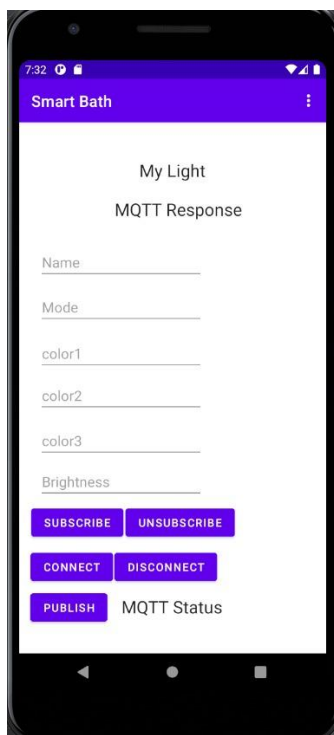 7:32
Smart Bath
My Light
MQTT Response
Name
Mode
color1
color2
color3
Brightness
SUBSCRIBE UNSUBSCRIBE
CONNECT DISCONNECT
PUBLISH MQTT Status